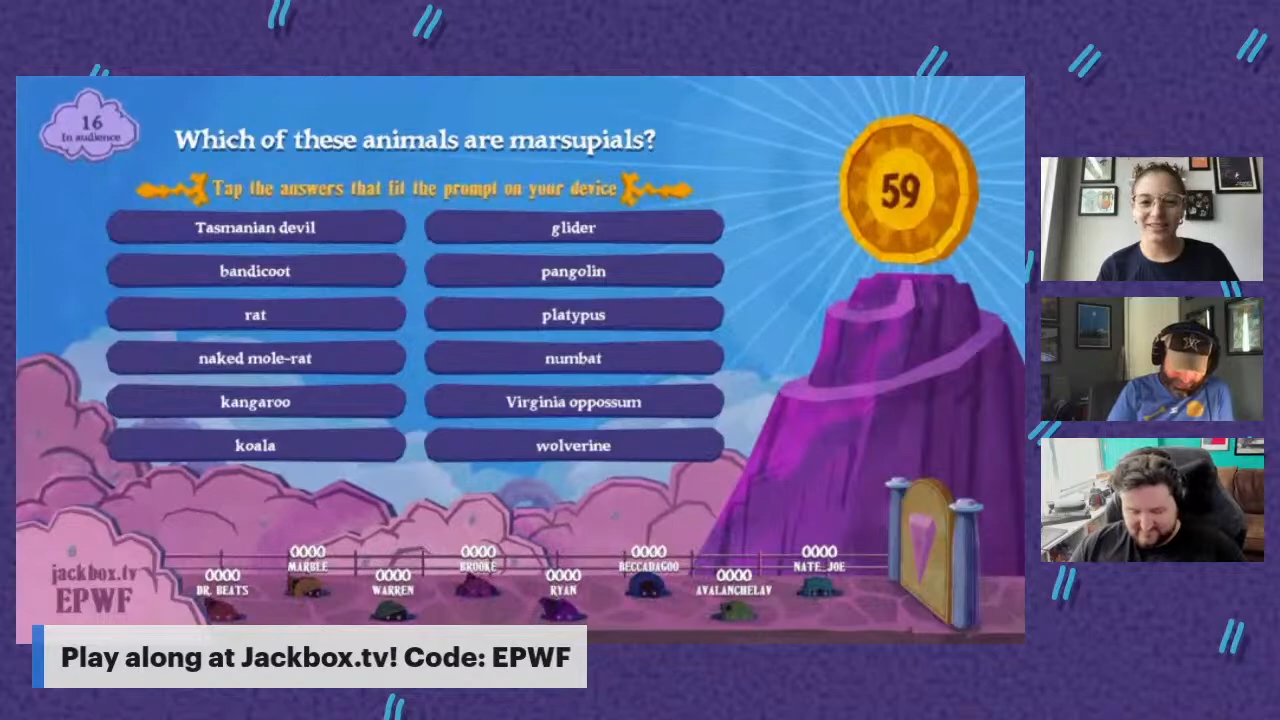 16
In audience
Which of these animals are marsupials?
Tap the answers that fit the prompt on your device
59
Tasmanian devil
glider
bandicoot
pangolin
rat
platypus
naked mole-rat
numbat
kangaroo
Virginia oppossum
koala
wolverine
0000
MARBLE
0000
BROOKE
0000
BECCADAGOO
0000
NATE_JOE
0000
DR. BEATS
0000
WARREN
0000
RYAN
0000
AVALANCHELAV
jackbox.tv
EPWF
Play along at Jackbox.tv! Code: EPWF